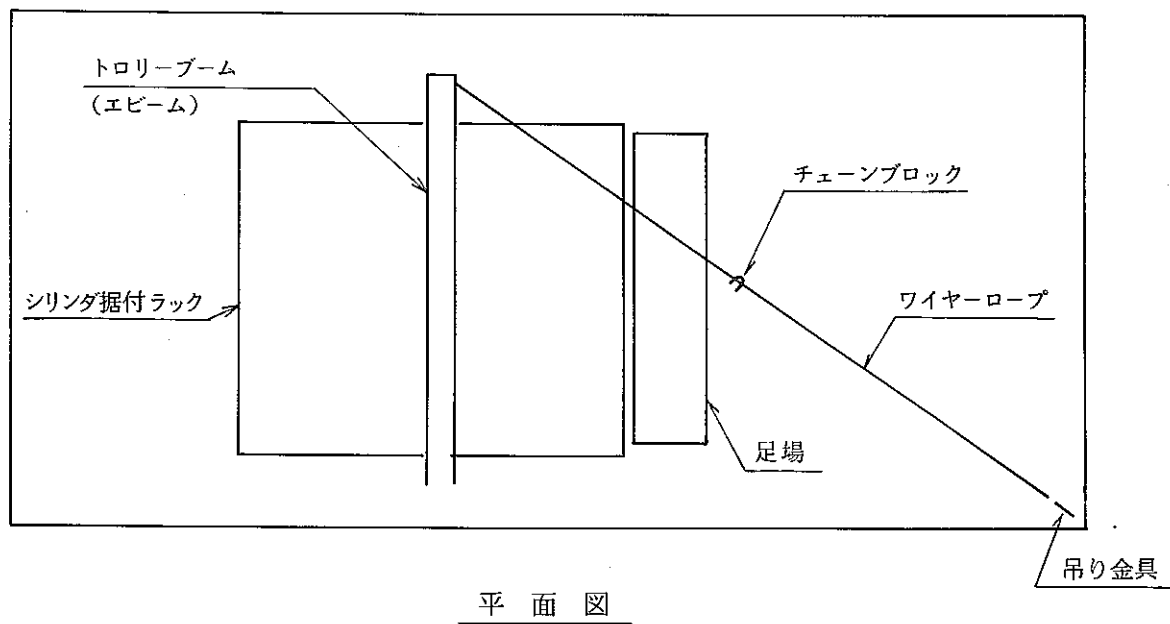 トロリーブーム
(エビーム)
チェーンブロック
シリンダ据付ラック
ワイヤーロープ
足場
吊り金具
平面図